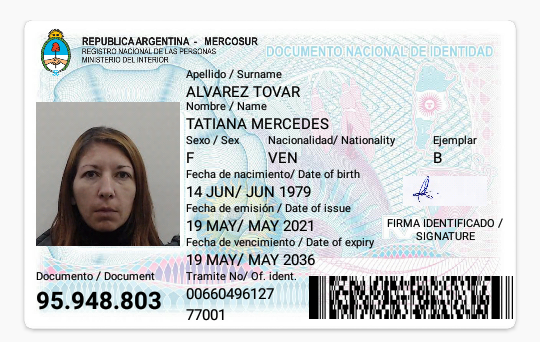 REPUBLICA ARGENTINA - MERCOSUR
REGISTRO NACIONAL DE LAS PERSONAS
MINISTERIO DEL INTERIOR
DOCUMENTO NACIONAL DE IDENTIDAD
Apellido / Surname
ALVAREZ TOVAR
Nombre / Name
TATIANA MERCEDES
Sexo / Sex Nacionalidad/ Nationality Ejemplar
F VEN B
Fecha de nacimiento/ Date of birth
14 JUN/ JUN 1979
Fecha de emisión / Date of issue
19 MAY/ MAY 2021
FIRMA IDENTIFICADO /
SIGNATURE
Fecha de vencimiento / Date of expiry
19 MAY/ MAY 2036
Documento / Document
95.948.803
Tramite No/ Of. ident.
00660496127
77001